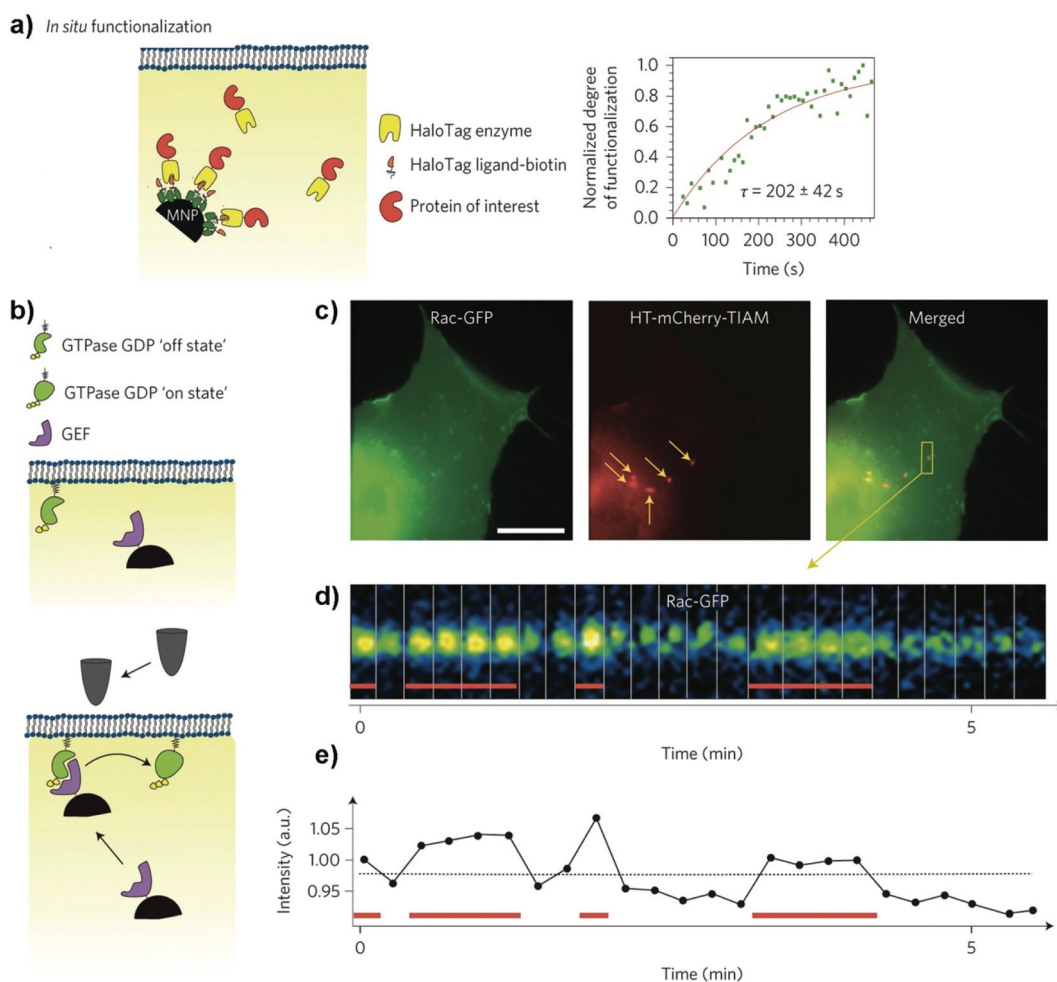 a) In situ functionalization
MNP
HaloTag enzyme
HaloTag ligand-biotin
Protein of interest
Normalized degree
of functionalization
1.0
0.8
0.6
0.4
0.2
0.0
τ = 202 ± 42 s
0 100 200 300 400
Time (s)
b)
GTPase GDP 'off state'
GTPase GDP 'on state'
GEF
c)
Rac-GFP
HT-mCherry-TIAM
Merged
d)
Rac-GFP
0 5
Time (min)
e)
Intensity (a.u.)
1.05
1.00
0.95
0 5
Time (min)